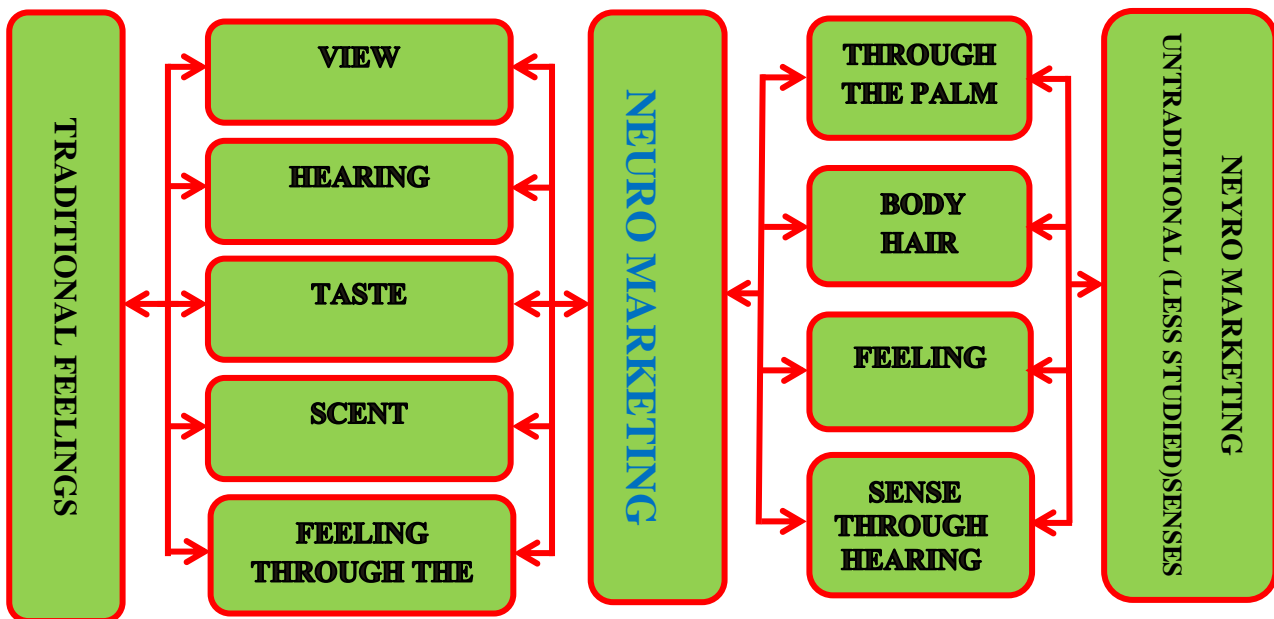 TRADITIONAL FEELINGS
VIEW
HEARING
TASTE
SCENT
FEELING
THROUGH THE
NEURO MARKETING
THROUGH
THE PALM
BODY
HAIR
FEELING
SENSE
THROUGH
HEARING
NEYRO MARKETING
UNTRADITIONAL (LESS STUDIED)SENSES